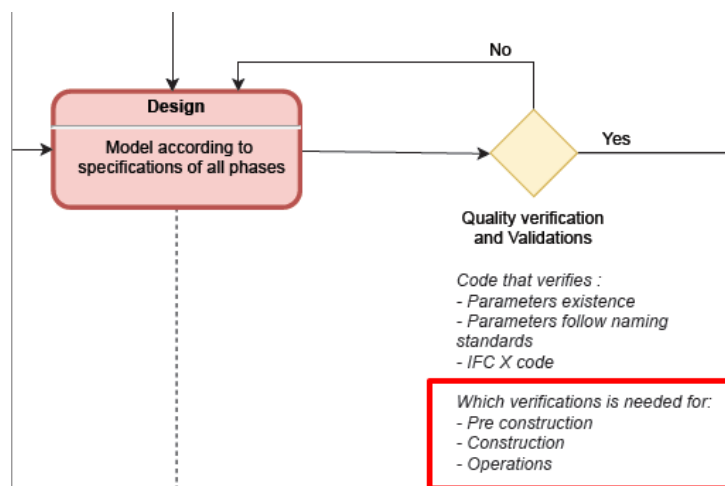 No
Design
Model according to
specifications of all phases
Yes
Quality verification
and Validations
Code that verifies :
- Parameters existence
- Parameters follow naming
standards
- IFC X code
Which verifications is needed for:
- Pre construction
- Construction
- Operations